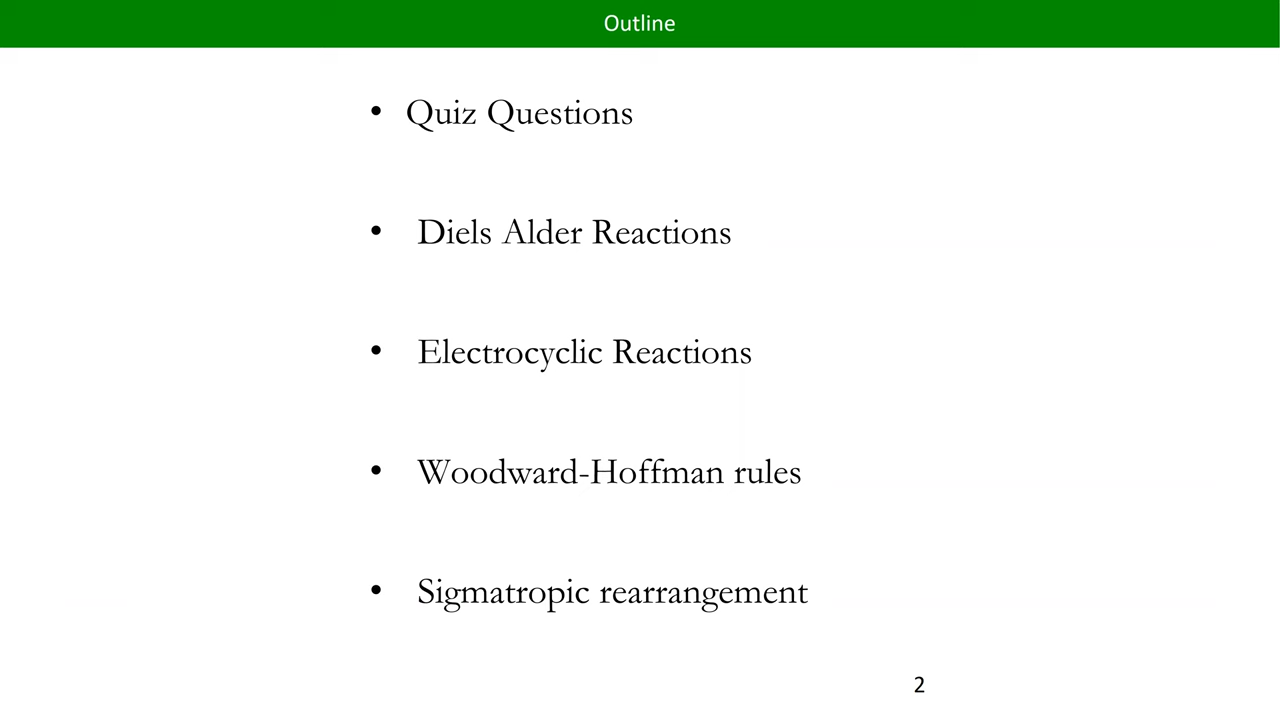 Outline
• Quiz Questions
• Diels Alder Reactions
• Electrocyclic Reactions
• Woodward-Hoffman rules
• Sigmatropic rearrangement
2